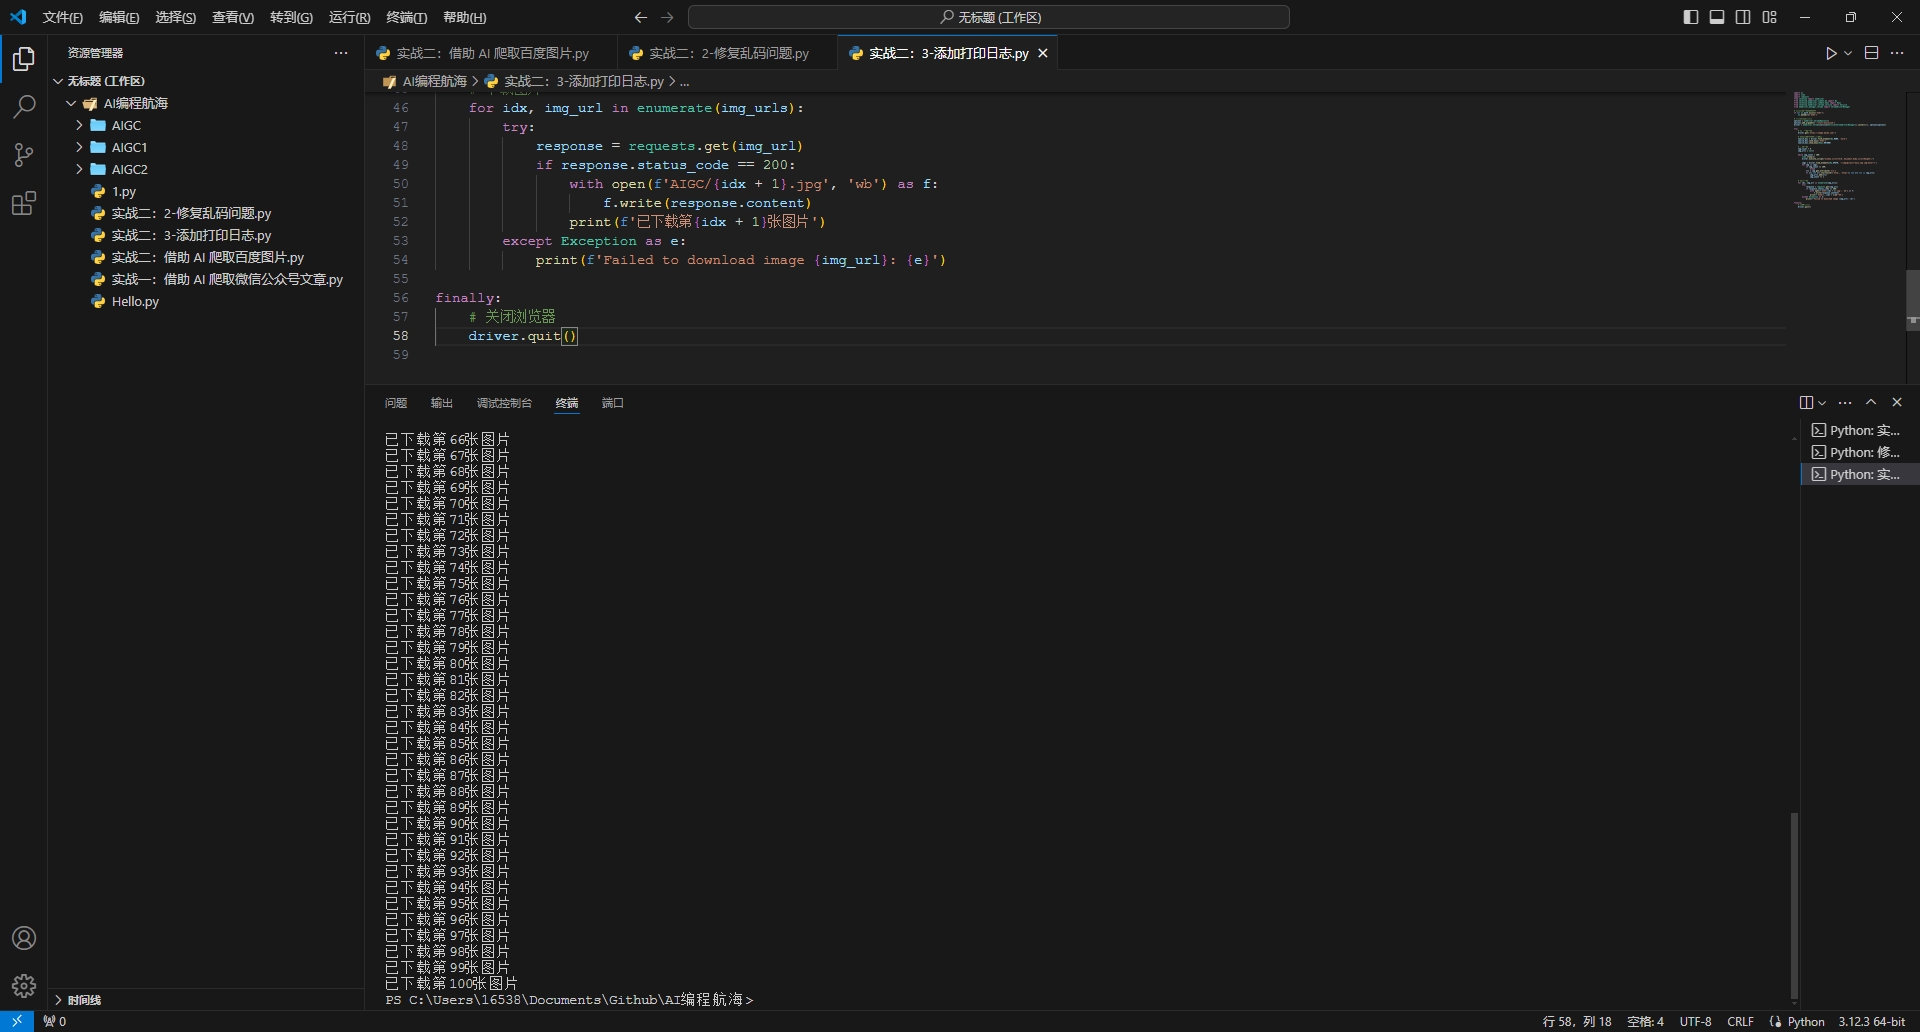 文件(F) 编辑(E) 选择(S) 查看(V) 转到(G) 运行(R) 终端(T) 帮助(H)
无标题 (工作区)
资源管理器
无标题 (工作区)
AI编程航海
AIGC
AIGC1
AIGC2
1.py
实战二：2-修复乱码问题.py
实战二：3-添加打印日志.py
实战二：借助 AI 爬取百度图片.py
实战一：借助 AI 爬取微信公众号文章.py
Hello.py
时间线
实战二：借助 AI 爬取百度图片.py 实战二：2-修复乱码问题.py 实战二：3-添加打印日志.py
AI编程航海 > 实战二：3-添加打印日志.py > ...
46 for idx, img_url in enumerate(img_urls):
47 try:
48 response = requests.get(img_url)
49 if response.status_code == 200:
50 with open(f'AIGC/{idx + 1}.jpg', 'wb') as f:
51 f.write(response.content)
52 print(f'已下载第{idx + 1}张图片')
53 except Exception as e:
54 print(f'Failed to download image {img_url}: {e}')
55
56 finally:
57 # 关闭浏览器
58 driver.quit()
59
问题 输出 调试控制台 终端 端口
已下载第66张图片
已下载第67张图片
已下载第68张图片
已下载第69张图片
已下载第70张图片
已下载第71张图片
已下载第72张图片
已下载第73张图片
已下载第74张图片
已下载第75张图片
已下载第76张图片
已下载第77张图片
已下载第78张图片
已下载第79张图片
已下载第80张图片
已下载第81张图片
已下载第82张图片
已下载第83张图片
已下载第84张图片
已下载第85张图片
已下载第86张图片
已下载第87张图片
已下载第88张图片
已下载第89张图片
已下载第90张图片
已下载第91张图片
已下载第92张图片
已下载第93张图片
已下载第94张图片
已下载第95张图片
已下载第96张图片
已下载第97张图片
已下载第98张图片
已下载第99张图片
已下载第100张图片
PS C:\Users\16538\Documents\Github\AI编程航海>
Python: 实...
Python: 修...
Python: 实...
0
行 58，列 18 空格: 4 UTF-8 CRLF Python 3.12.3 64-bit